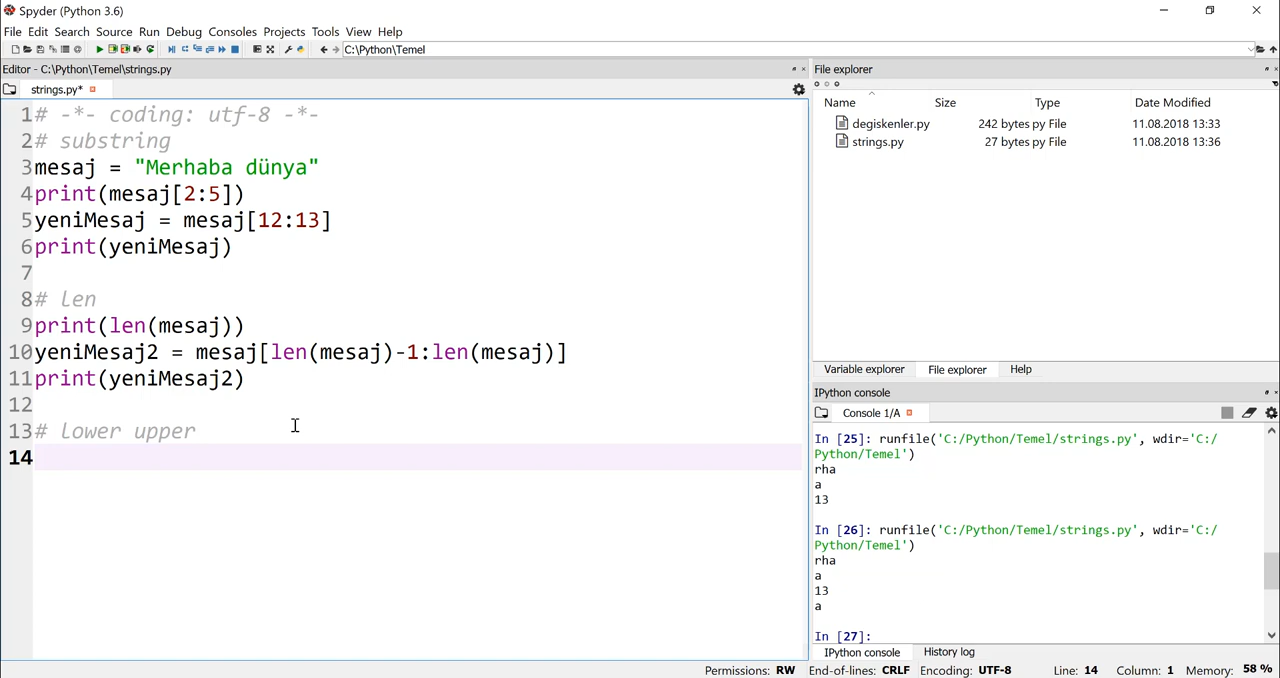 Spyder (Python 3.6)
File Edit Search Source Run Debug Consoles Projects Tools View Help
C:\Python\Temel
Editor - C:\Python\Temel\strings.py
strings.py*
1# -*- coding: utf-8 -*-
2# substring
3mesaj = "Merhaba dünya"
4print(mesaj[2:5])
5yeniMesaj = mesaj[12:13]
6print(yeniMesaj)
7
8# len
9print(len(mesaj))
10yeniMesaj2 = mesaj[len(mesaj)-1:len(mesaj)]
11print(yeniMesaj2)
12
13# lower upper
14
File explorer
Name Size Type Date Modified
degiskenler.py 242 bytes py File 11.08.2018 13:33
strings.py 27 bytes py File 11.08.2018 13:36
Variable explorer File explorer Help
IPython console
Console 1/A
In [25]: runfile('C:/Python/Temel/strings.py', wdir='C:/
Python/Temel')
rha
a
13
In [26]: runfile('C:/Python/Temel/strings.py', wdir='C:/
Python/Temel')
rha
a
13
a
In [27]:
IPython console History log
Permissions: RW End-of-lines: CRLF Encoding: UTF-8 Line: 14 Column: 1 Memory: 58 %